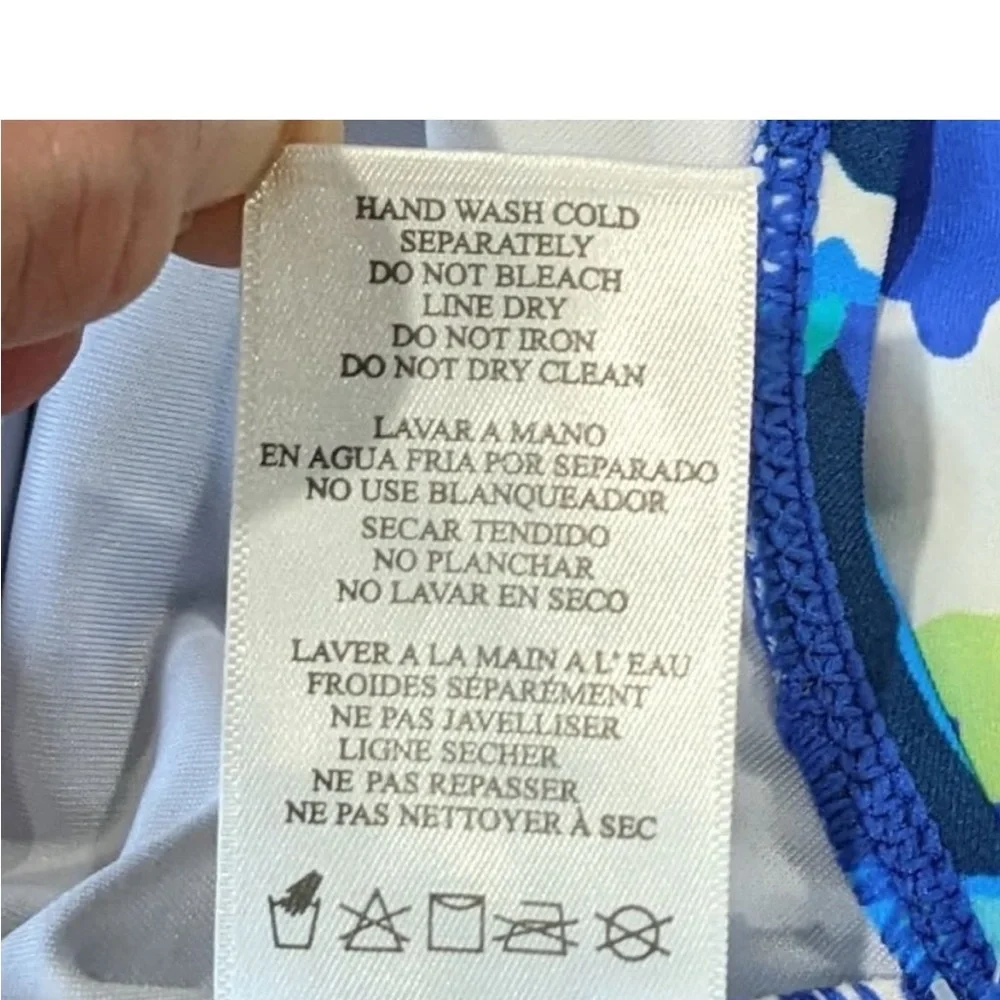 HAND WASH COLD
SEPARATELY
DO NOT BLEACH
LINE DRY
DO NOT IRON
DO NOT DRY CLEAN
LAVAR A MANO
EN AGUA FRIA POR SEPARADO
NO USE BLANQUEADOR
SECAR TENDIDO
NO PLANCHAR
NO LAVAR EN SECO
LAVER A LA MAIN A L' EAU
FROIDES SÉPARÉMENT
NE PAS JAVELLISER
LIGNE SECHER
NE PAS REPASSER
NE PAS NETTOYER À SEC